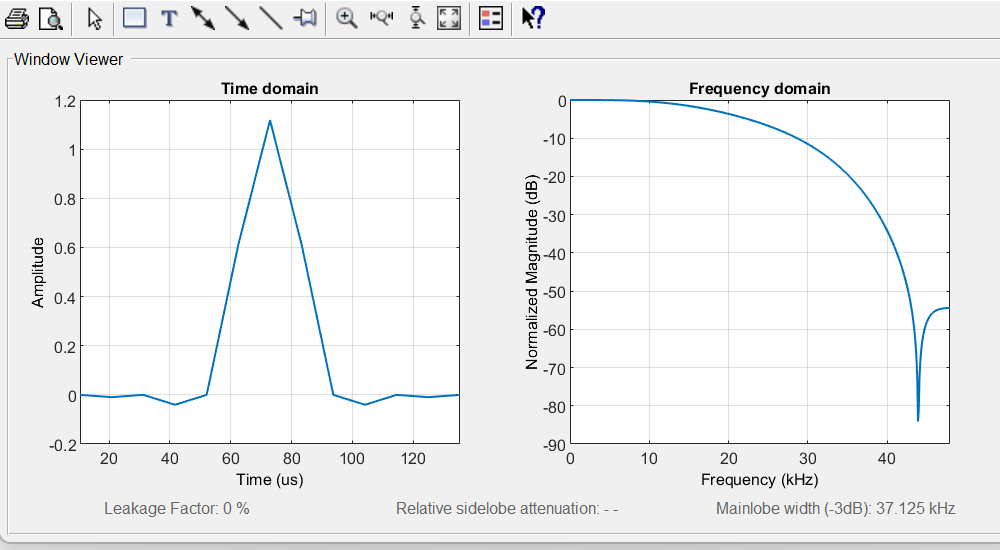 T
Window Viewer
Time domain
1.2
1
0.8
0.6
0.4
0.2
0
-0.2
Amplitude
20 40 60 80 100 120
Time (us)
Frequency domain
0
-10
-20
-30
-40
-50
-60
-70
-80
-90
Normalized Magnitude (dB)
0 10 20 30 40
Frequency (kHz)
Leakage Factor: 0 % Relative sidelobe attenuation: - - Mainlobe width (-3dB): 37.125 kHz